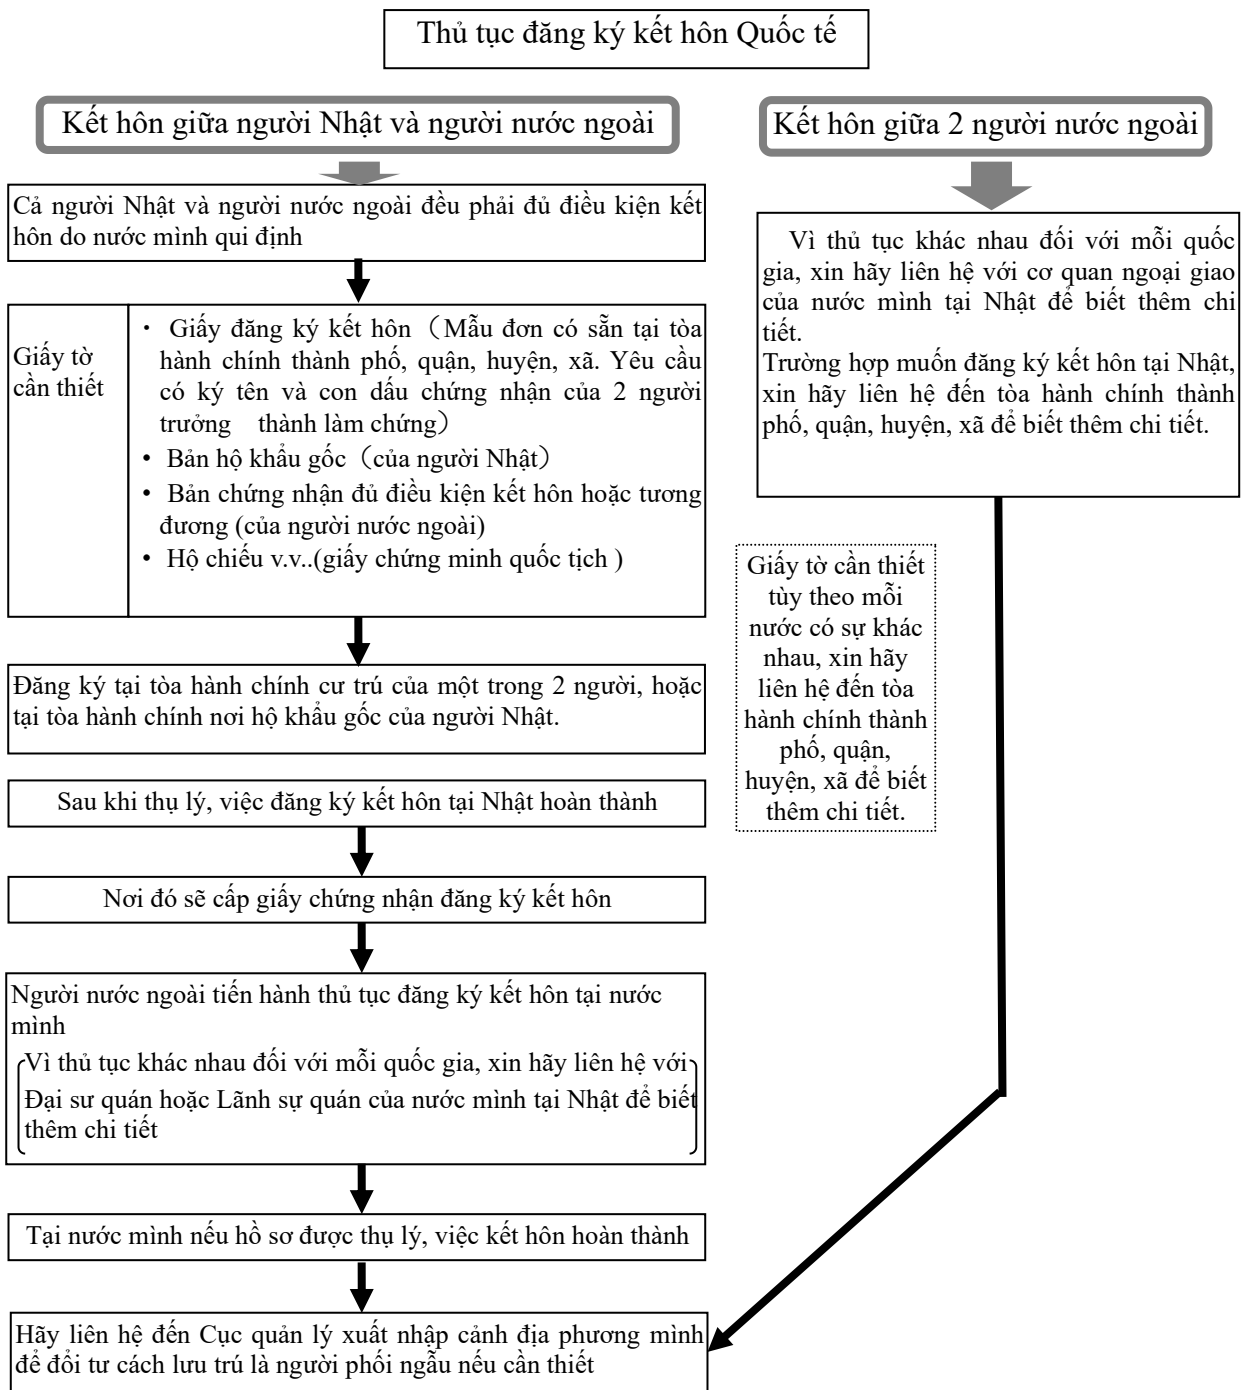 Thủ tục đăng ký kết hôn Quốc tế
Kết hôn giữa người Nhật và người nước ngoài
Cả người Nhật và người nước ngoài đều phải đủ điều kiện kết
hôn do nước mình qui định
Giấy tờ
cần thiết
・ Giấy đăng ký kết hôn（Mẫu đơn có sẵn tại tòa
hành chính thành phố, quận, huyện, xã. Yêu cầu
có ký tên và con dấu chứng nhận của 2 người
trưởng thành làm chứng）
• Bản hộ khẩu gốc（của người Nhật）
• Bản chứng nhận đủ điều kiện kết hôn hoặc tương
đương (của người nước ngoài)
• Hộ chiếu v.v..(giấy chứng minh quốc tịch )
Đăng ký tại tòa hành chính cư trú của một trong 2 người, hoặc
tại tòa hành chính nơi hộ khẩu gốc của người Nhật.
Sau khi thụ lý, việc đăng ký kết hôn tại Nhật hoàn thành
Nơi đó sẽ cấp giấy chứng nhận đăng ký kết hôn
Người nước ngoài tiến hành thủ tục đăng ký kết hôn tại nước
mình
Vì thủ tục khác nhau đối với mỗi quốc gia, xin hãy liên hệ với
Đại sư quán hoặc Lãnh sự quán của nước mình tại Nhật để biết
thêm chi tiết
Tại nước mình nếu hồ sơ được thụ lý, việc kết hôn hoàn thành
Hãy liên hệ đến Cục quản lý xuất nhập cảnh địa phương mình
để đổi tư cách lưu trú là người phối ngẫu nếu cần thiết
Kết hôn giữa 2 người nước ngoài
Vì thủ tục khác nhau đối với mỗi quốc
gia, xin hãy liên hệ với cơ quan ngoại giao
của nước mình tại Nhật để biết thêm chi
tiết.
Trường hợp muốn đăng ký kết hôn tại Nhật,
xin hãy liên hệ đến tòa hành chính thành
phố, quận, huyện, xã để biết thêm chi tiết.
Giấy tờ cần thiết
tùy theo mỗi
nước có sự khác
nhau, xin hãy
liên hệ đến tòa
hành chính thành
phố, quận,
huyện, xã để biết
thêm chi tiết.